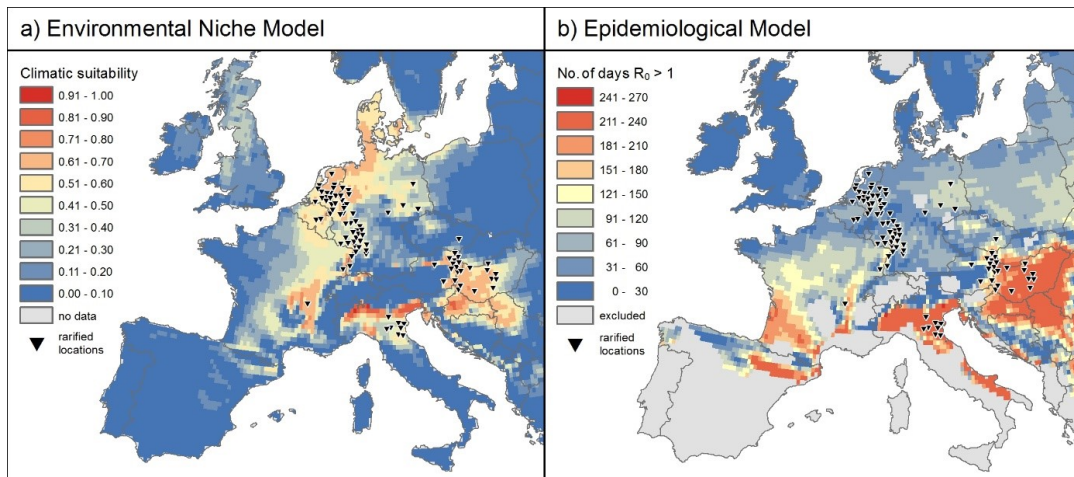 a) Environmental Niche Model
Climatic suitability
0.91 - 1.00
0.81 - 0.90
0.71 - 0.80
0.61 - 0.70
0.51 - 0.60
0.41 - 0.50
0.31 - 0.40
0.21 - 0.30
0.11 - 0.20
0.00 - 0.10
no data
rarified
locations
b) Epidemiological Model
No. of days R₀ > 1
241 - 270
211 - 240
181 - 210
151 - 180
121 - 150
91 - 120
61 - 90
31 - 60
0 - 30
excluded
rarified
locations